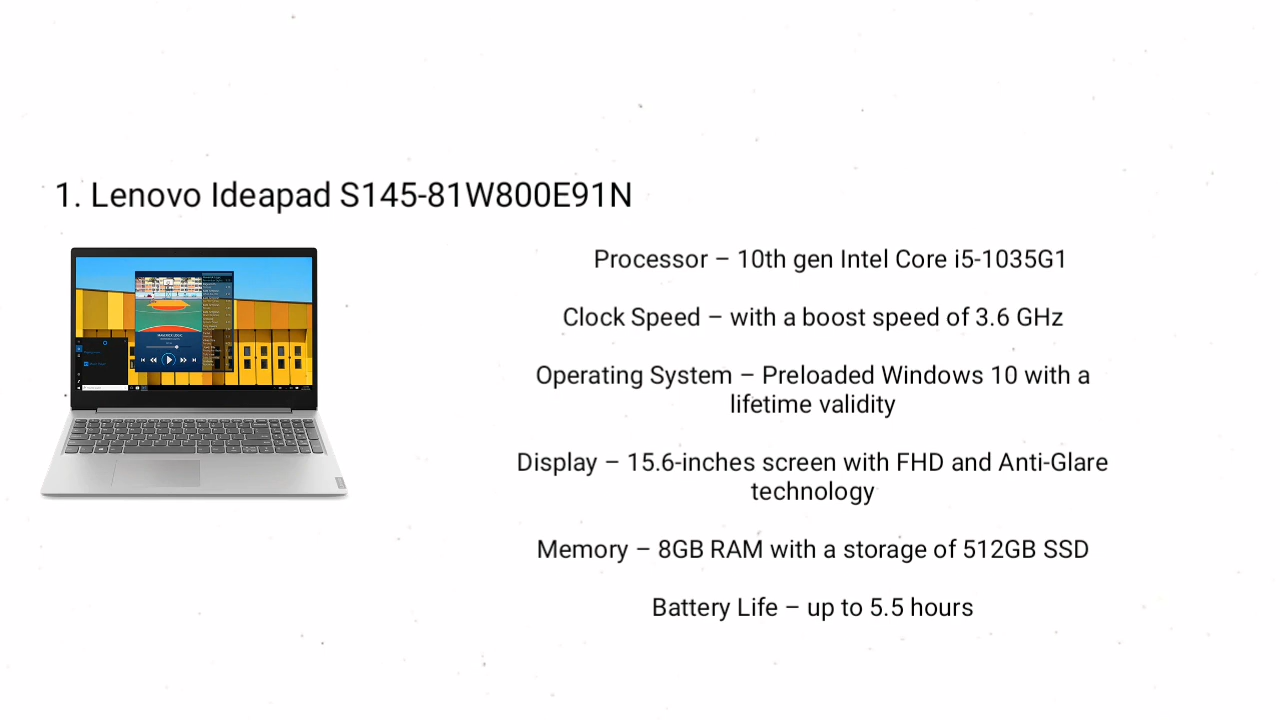 1. Lenovo Ideapad S145-81W800E91N
Processor – 10th gen Intel Core i5-1035G1
Clock Speed – with a boost speed of 3.6 GHz
Operating System – Preloaded Windows 10 with a
lifetime validity
Display – 15.6-inches screen with FHD and Anti-Glare
technology
Memory – 8GB RAM with a storage of 512GB SSD
Battery Life – up to 5.5 hours